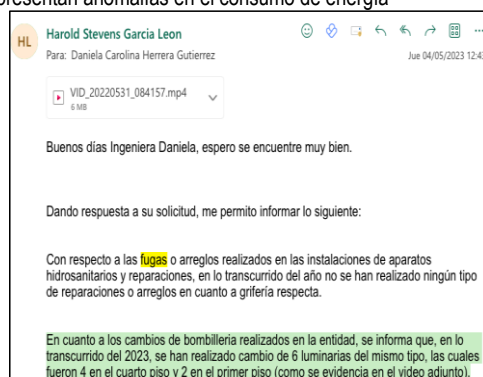 presentan anomalías en el consumo de energía
HL
Harold Stevens Garcia Leon
Para: Daniela Carolina Herrera Gutierrez
Jue 04/05/2023 12:43
VID_20220531_084157.mp4
6 MB
Buenos días Ingeniera Daniela, espero se encuentre muy bien.
Dando respuesta a su solicitud, me permito informar lo siguiente:
Con respecto a las fugas o arreglos realizados en las instalaciones de aparatos
hidrosanitarios y reparaciones, en lo transcurrido del año no se han realizado ningún tipo
de reparaciones o arreglos en cuanto a grifería respecta.
En cuanto a los cambios de bombilleria realizados en la entidad, se informa que, en lo
transcurrido del 2023, se han realizado cambio de 6 luminarias del mismo tipo, las cuales
fueron 4 en el cuarto piso y 2 en el primer piso (como se evidencia en el video adjunto).